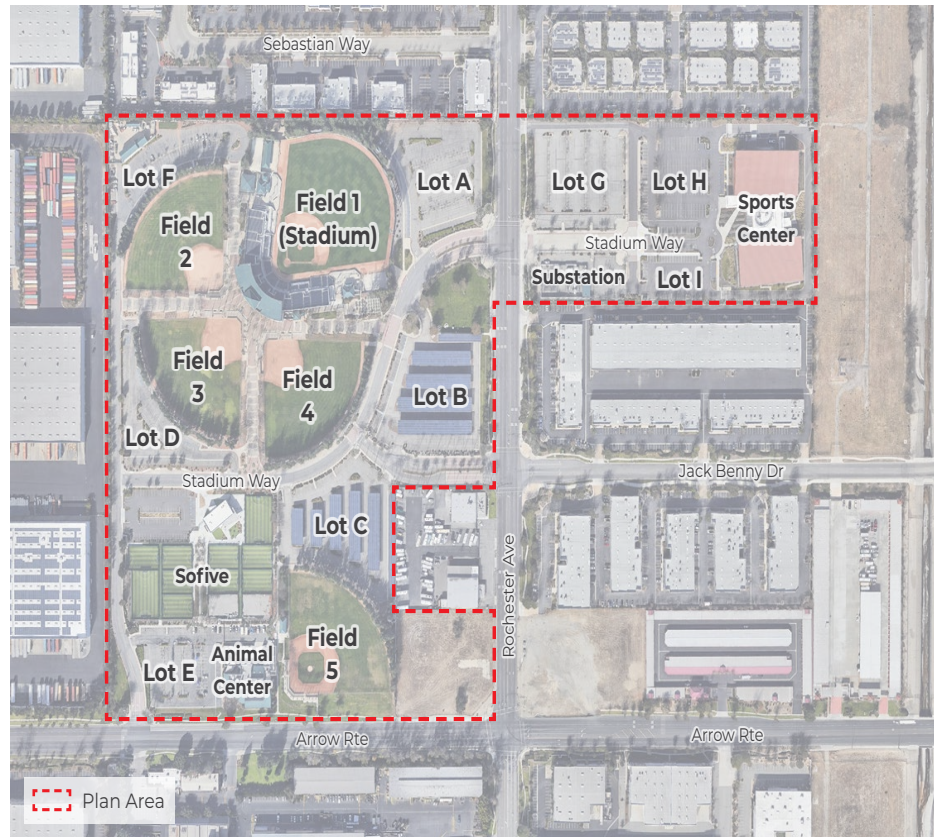 Sebastian Way
Lot F
Field
2
Field 1
(Stadium)
Lot A
Lot G
Lot H
Sports
Center
Stadium Way
Substation
Lot I
Field
3
Field
4
Lot B
Lot D
Stadium Way
Jack Benny Dr
Lot C
Sofive
Rochester Ave
Field
5
Animal
Center
Lot E
Arrow Rte
Arrow Rte
Plan Area